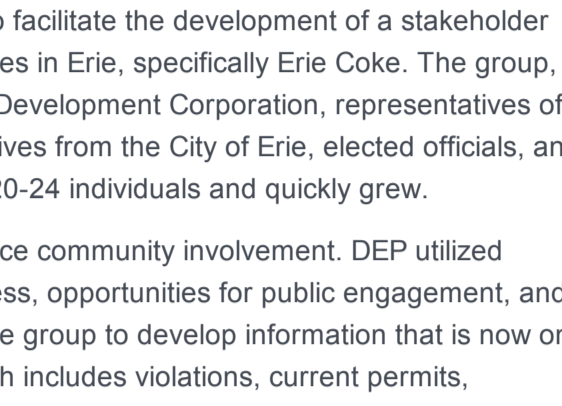 facilitate the development of a stakeholder
es in Erie, specifically Erie Coke. The group,
Development Corporation, representatives of
ives from the City of Erie, elected officials, an
20-24 individuals and quickly grew.
ce community involvement. DEP utilized
ess, opportunities for public engagement, and
e group to develop information that is now on
h includes violations, current permits,